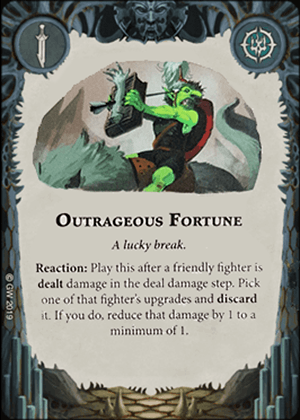 Outrageous Fortune
A lucky break.
Reaction: Play this after a friendly fighter is
dealt damage in the deal damage step. Pick
one of that fighter's upgrades and discard
it. If you do, reduce that damage by 1 to a
minimum of 1.
© GW 2019